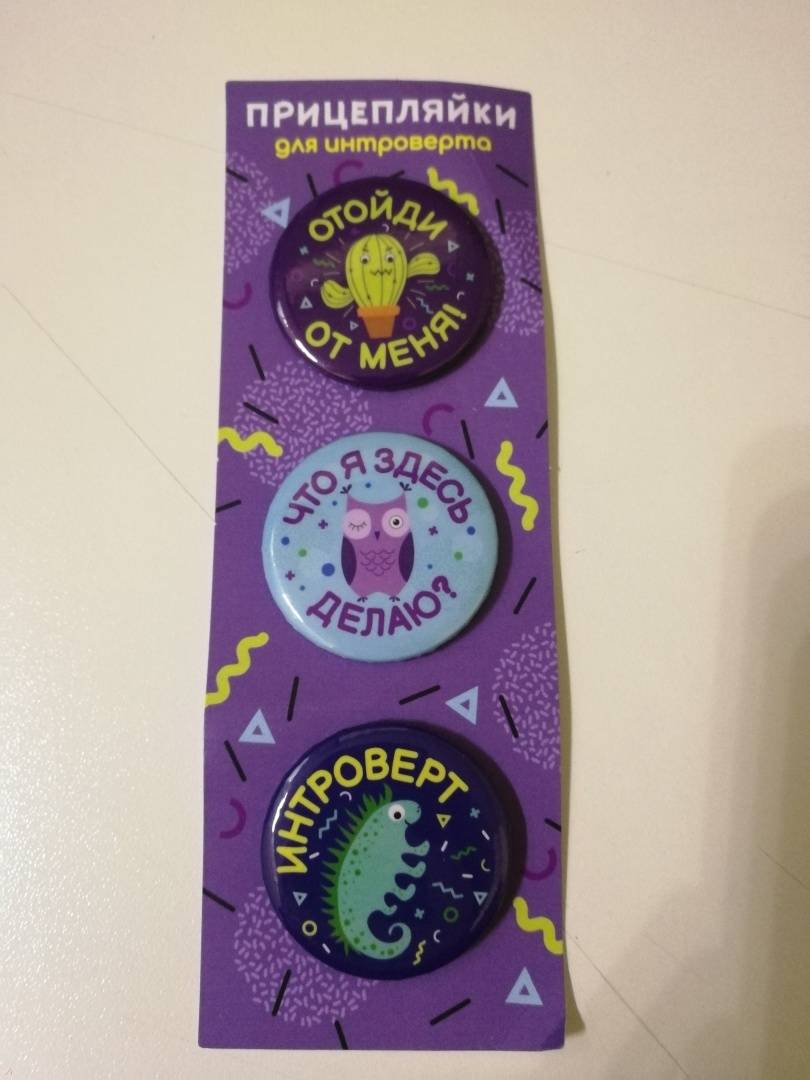 ПРИЦЕПЛЯЙКИ
для интроверта
ОТОЙДИ
ОТ МЕНЯ!
ЧТО Я ЗДЕСЬ
ДЕЛАЮ?
ИНТРОВЕРТ